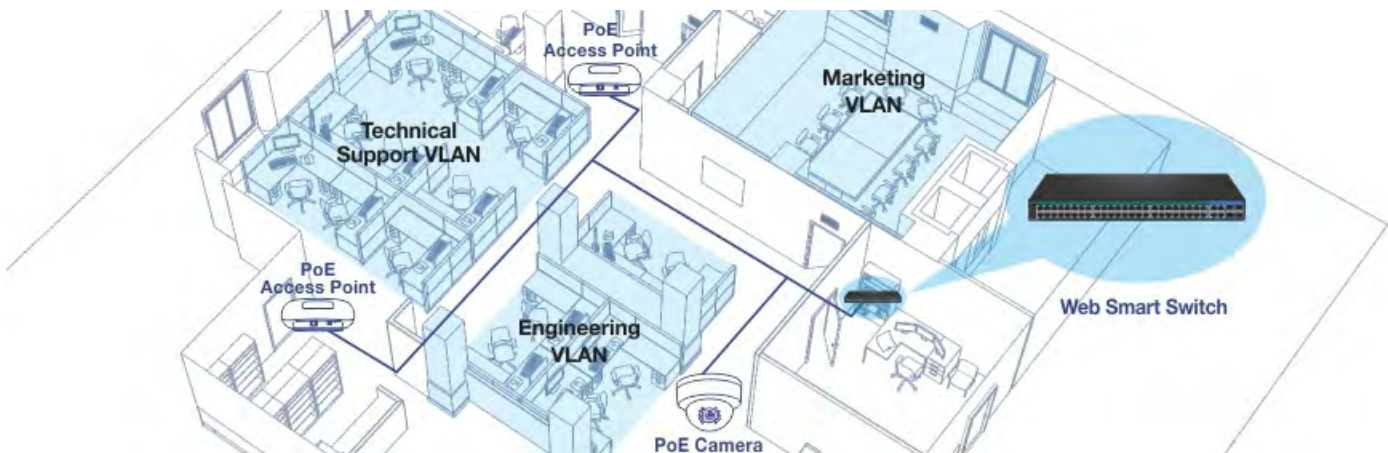 PoE
Access Point
Marketing
VLAN
Technical
Support VLAN
PoE
Access Point
Web Smart Switch
Engineering
VLAN
PoE Camera